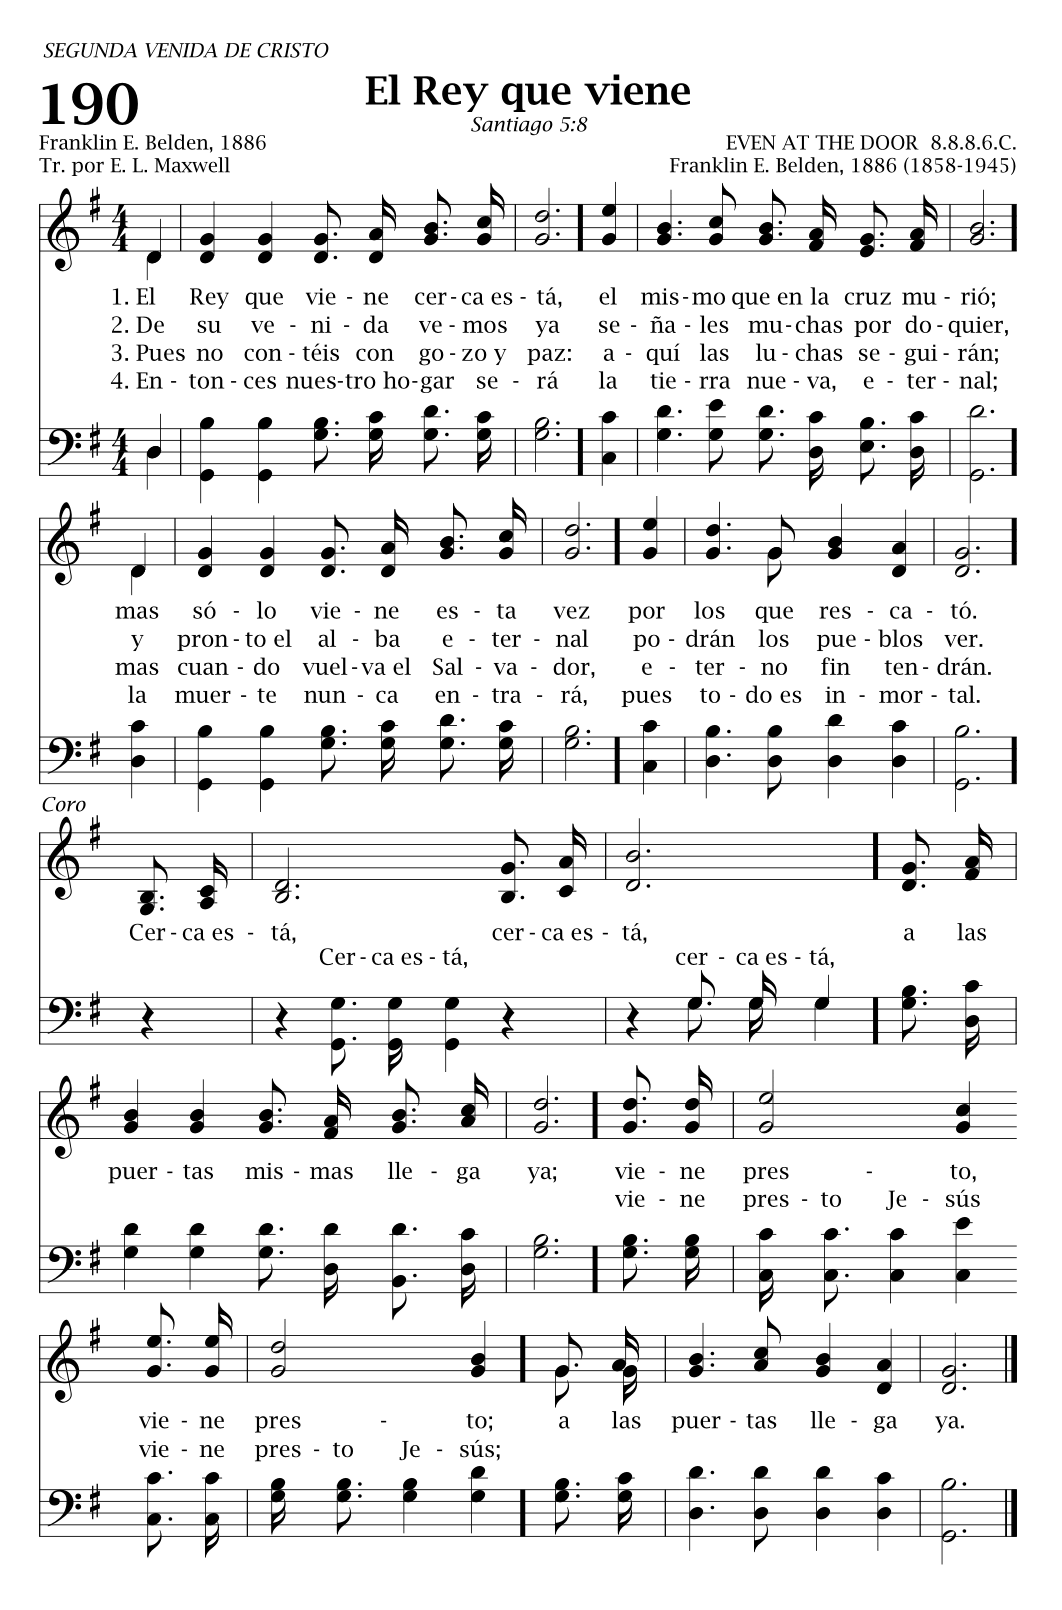 SEGUNDA VENIDA DE CRISTO
190
El Rey que viene
Santiago 5:8
Franklin E. Belden, 1886
EVEN AT THE DOOR 8.8.8.6.C.
Tr. por E. L. Maxwell
Franklin E. Belden, 1886 (1858-1945)
4 4
1. El Rey que vie - ne cer - ca es - tá, el mis - mo que en la cruz mu - rió;
2. De su ve - ni - da ve - mos ya se - ña - les mu - chas por do - quier,
3. Pues no con - téis con go - zo y paz: a - quí las lu - chas se - gui - rán;
4. En - ton - ces nues - tro ho - gar se - rá la tie - rra nue - va, e - ter - nal;
4 4
mas só - lo vie - ne es - ta vez por los que res - ca - tó.
y pron - to el al - ba e - ter - nal po - drán los pue - blos ver.
mas cuan - do vuel - va el Sal - va - dor, e - ter - no fin ten - drán.
la muer - te nun - ca en - tra - rá, pues to - do es in - mor - tal.
Coro
Cer - ca es - tá, cer - ca es - tá, a las
Cer - ca es - tá, cer - ca es - tá,
puer - tas mis - mas lle - ga ya; vie - ne pres - to,
vie - ne pres - to Je - sús
vie - ne pres - to; a las puer - tas lle - ga ya.
vie - ne pres - to Je - sús;